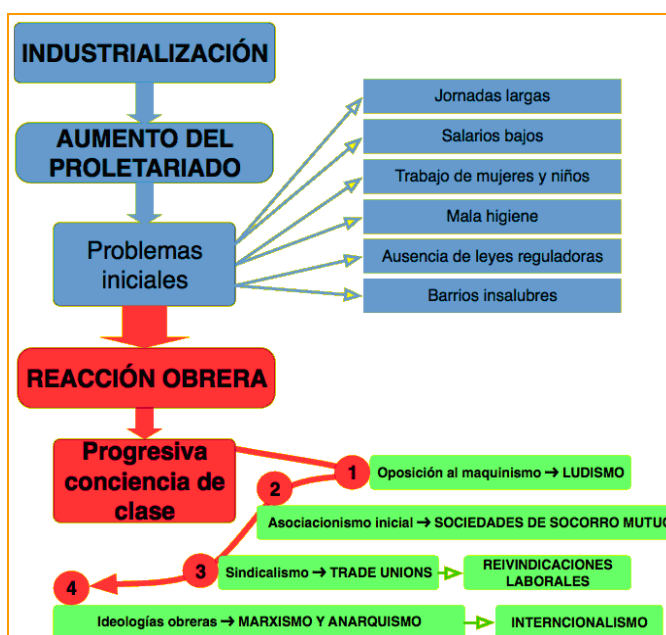 INDUSTRIALIZACIÓN
AUMENTO DEL
PROLETARIADO
Problemas
iniciales
Jornadas largas
Salarios bajos
Trabajo de mujeres y niños
Mala higiene
Ausencia de leyes reguladoras
Barrios insalubres
REACCIÓN OBRERA
Progresiva
conciencia de
clase
1
Oposición al maquinismo → LUDISMO
2
Asociacionismo inicial → SOCIEDADES DE SOCORRO MUTUO
3
Sindicalismo → TRADE UNIONS
REIVINDICACIONES
LABORALES
4
Ideologías obreras → MARXISMO Y ANARQUISMO
INTERNCIONALISMO